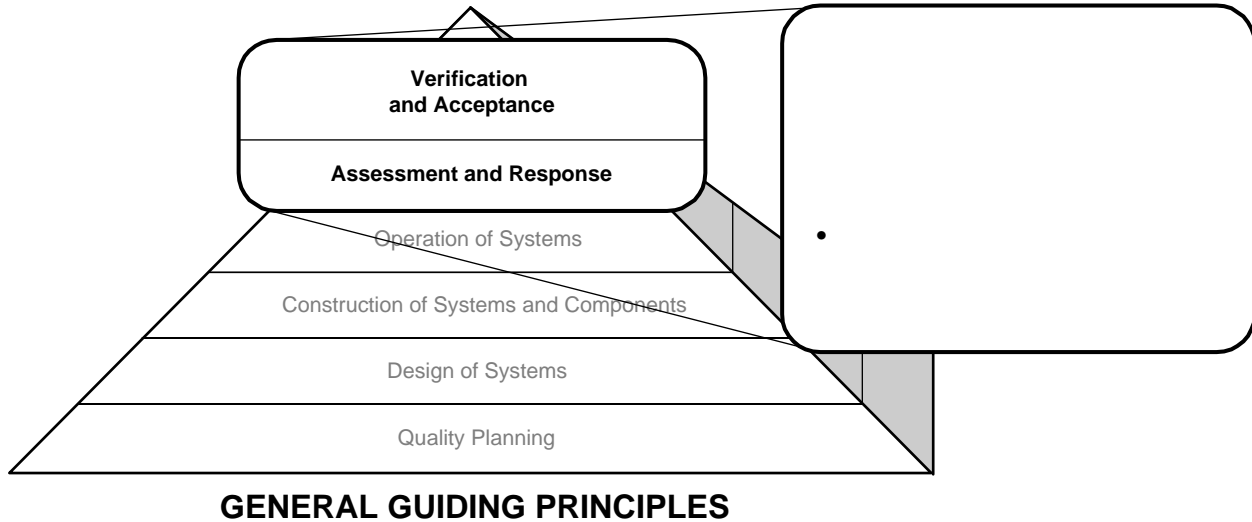 Verification
and Acceptance
Assessment and Response
Operation of Systems
Construction of Systems and Components
Design of Systems
Quality Planning
GENERAL GUIDING PRINCIPLES
•